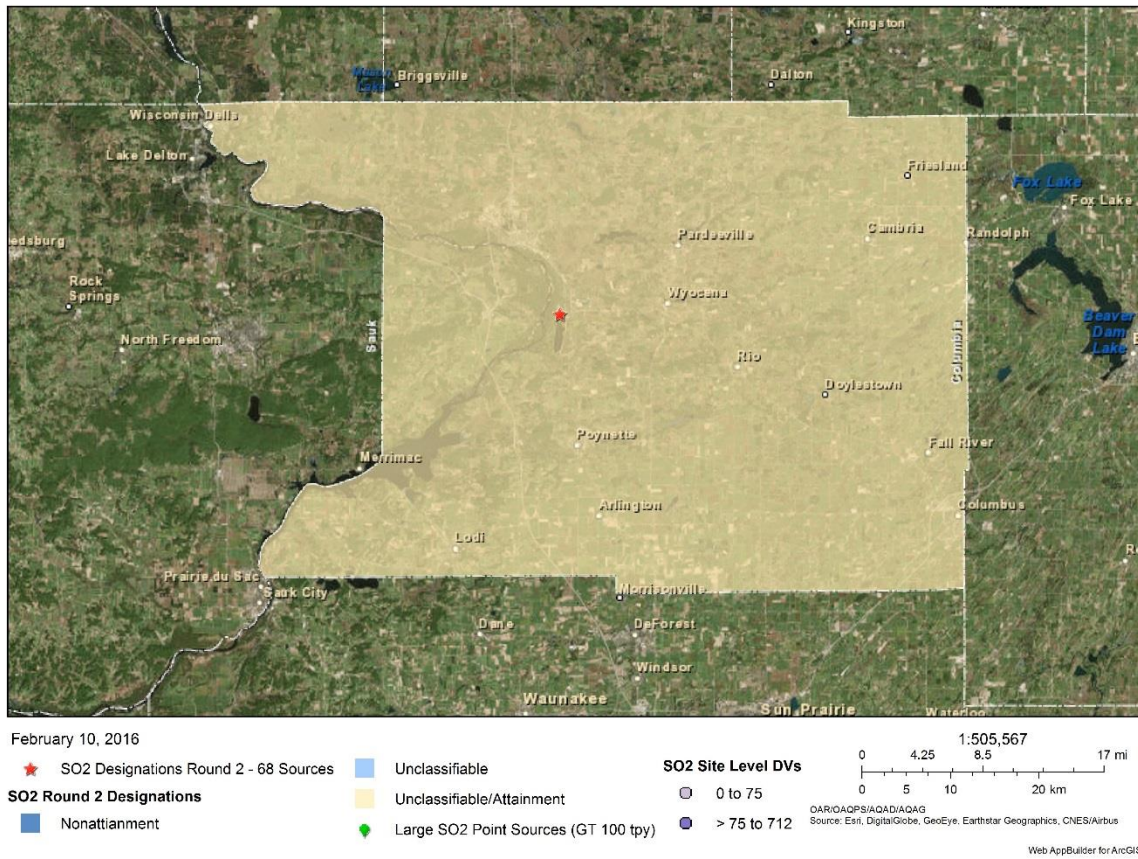 Kingston
Mason Lake
Briggsville
Dalton
Wisconsin Dells
Lake Delton
Friesland
Fox Lake
Fox Lake
Pardeeville
Cambria
Randolph
edsburg
Rock
Springs
Wyocena
Beaver
Dam
Lake
North Freedom
Sauk
Rio
Columbia
Doylestown
Poynette
Fall River
Merrimac
Arlington
Columbus
Lodi
Prairie du Sac
Sauk City
Morrisonville
Dane
DeForest
Windsor
Waunakee
Sun Prairie
Waterloo
February 10, 2016
SO2 Designations Round 2 - 68 Sources
SO2 Round 2 Designations
Nonattianment
Unclassifiable
Unclassifiable/Attainment
Large SO2 Point Sources (GT 100 tpy)
SO2 Site Level DVs
0 to 75
> 75 to 712
1:505,567
0 4.25 8.5 17 mi
0 5 10 20 km
OAR/OAQPS/AQAD/AQAG
Source: Esri, DigitalGlobe, GeoEye, Earthstar Geographics, CNES/Airbus
Web AppBuilder for ArcGIS